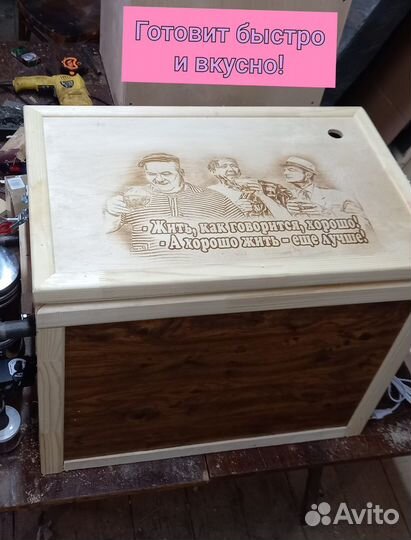 Готовит быстро
и вкусно!
- Жить, как говорится, хорошо!
- А хорошо жить - еще лучше!
Avito